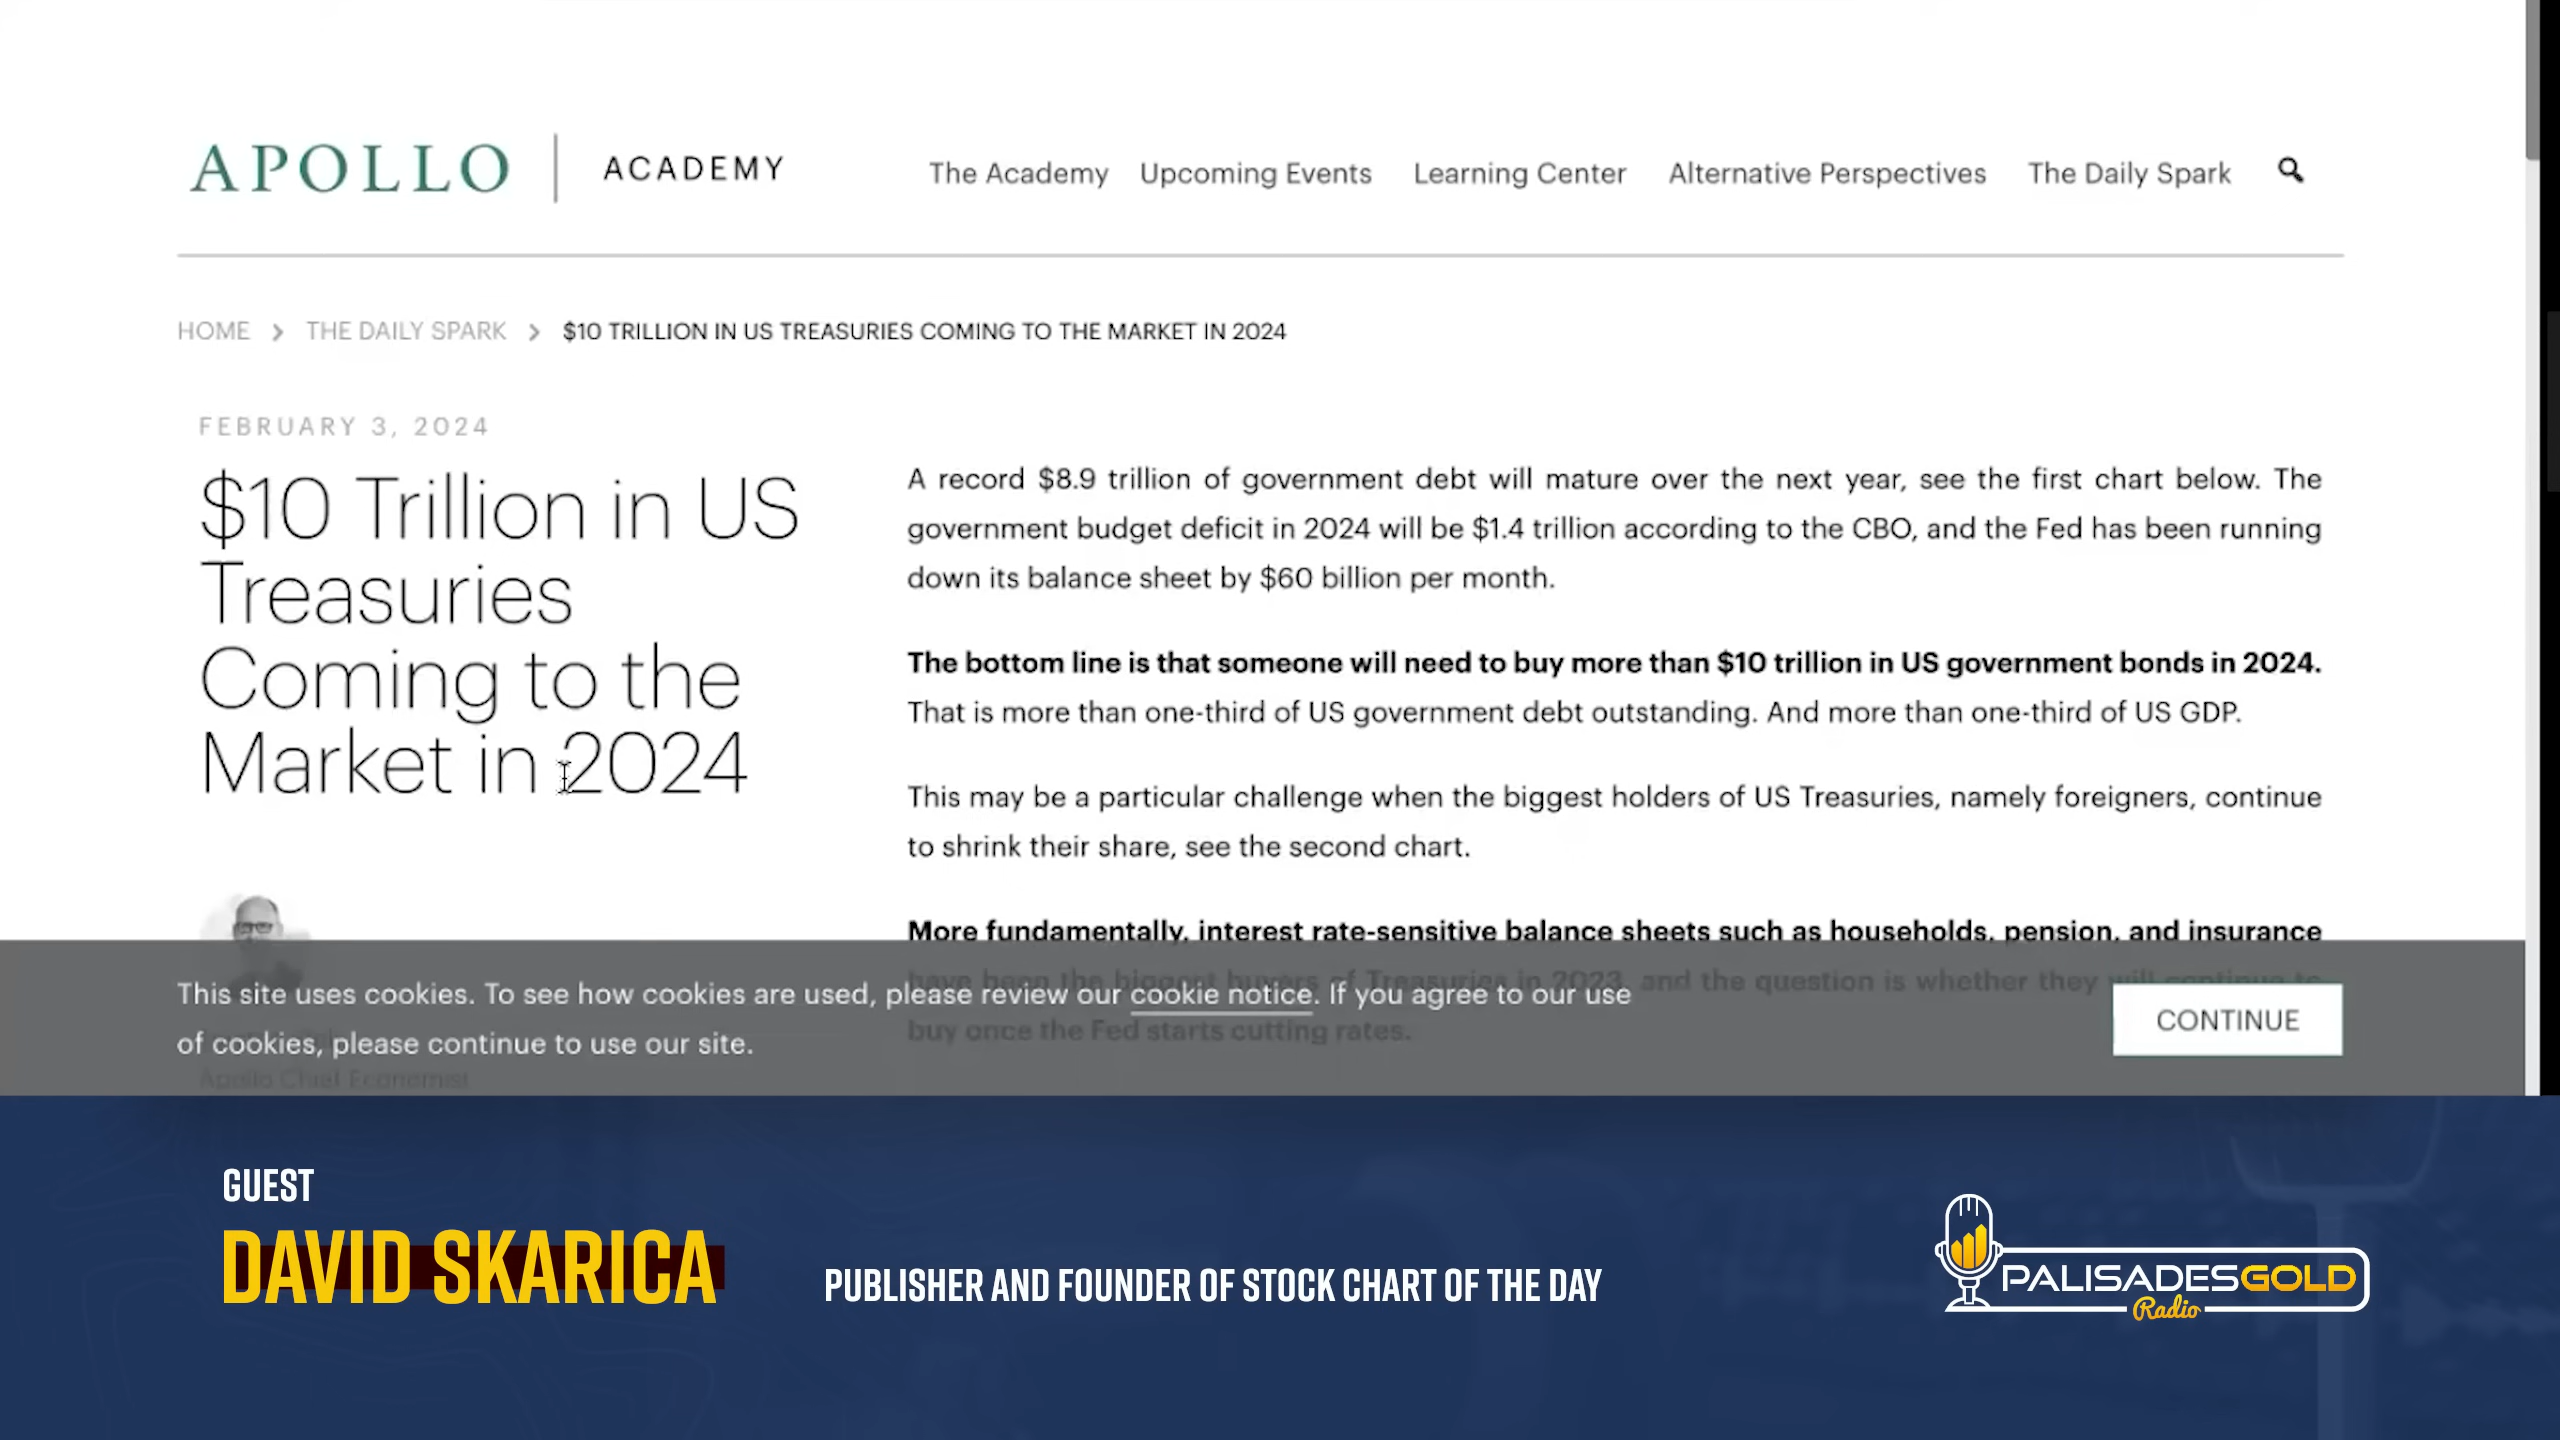 APOLLO | ACADEMY
The Academy Upcoming Events Learning Center Alternative Perspectives The Daily Spark
HOME > THE DAILY SPARK > $10 TRILLION IN US TREASURIES COMING TO THE MARKET IN 2024
FEBRUARY 3, 2024
$10 Trillion in US
Treasuries
Coming to the
Market in 2024
A record $8.9 trillion of government debt will mature over the next year, see the first chart below. The
government budget deficit in 2024 will be $1.4 trillion according to the CBO, and the Fed has been running
down its balance sheet by $60 billion per month.
The bottom line is that someone will need to buy more than $10 trillion in US government bonds in 2024.
That is more than one-third of US government debt outstanding. And more than one-third of US GDP.
This may be a particular challenge when the biggest holders of US Treasuries, namely foreigners, continue
to shrink their share, see the second chart.
More fundamentally, interest rate-sensitive balance sheets such as households, pension, and insurance
have been the biggest buyers of Treasuries in 2023, and the question is whether they will continue to
buy once the Fed starts cutting rates.
Apollo Chief Economist
This site uses cookies. To see how cookies are used, please review our cookie notice. If you agree to our use
of cookies, please continue to use our site.
CONTINUE
GUEST
DAVID SKARICA
PUBLISHER AND FOUNDER OF STOCK CHART OF THE DAY
PALISADESGOLD
Radio